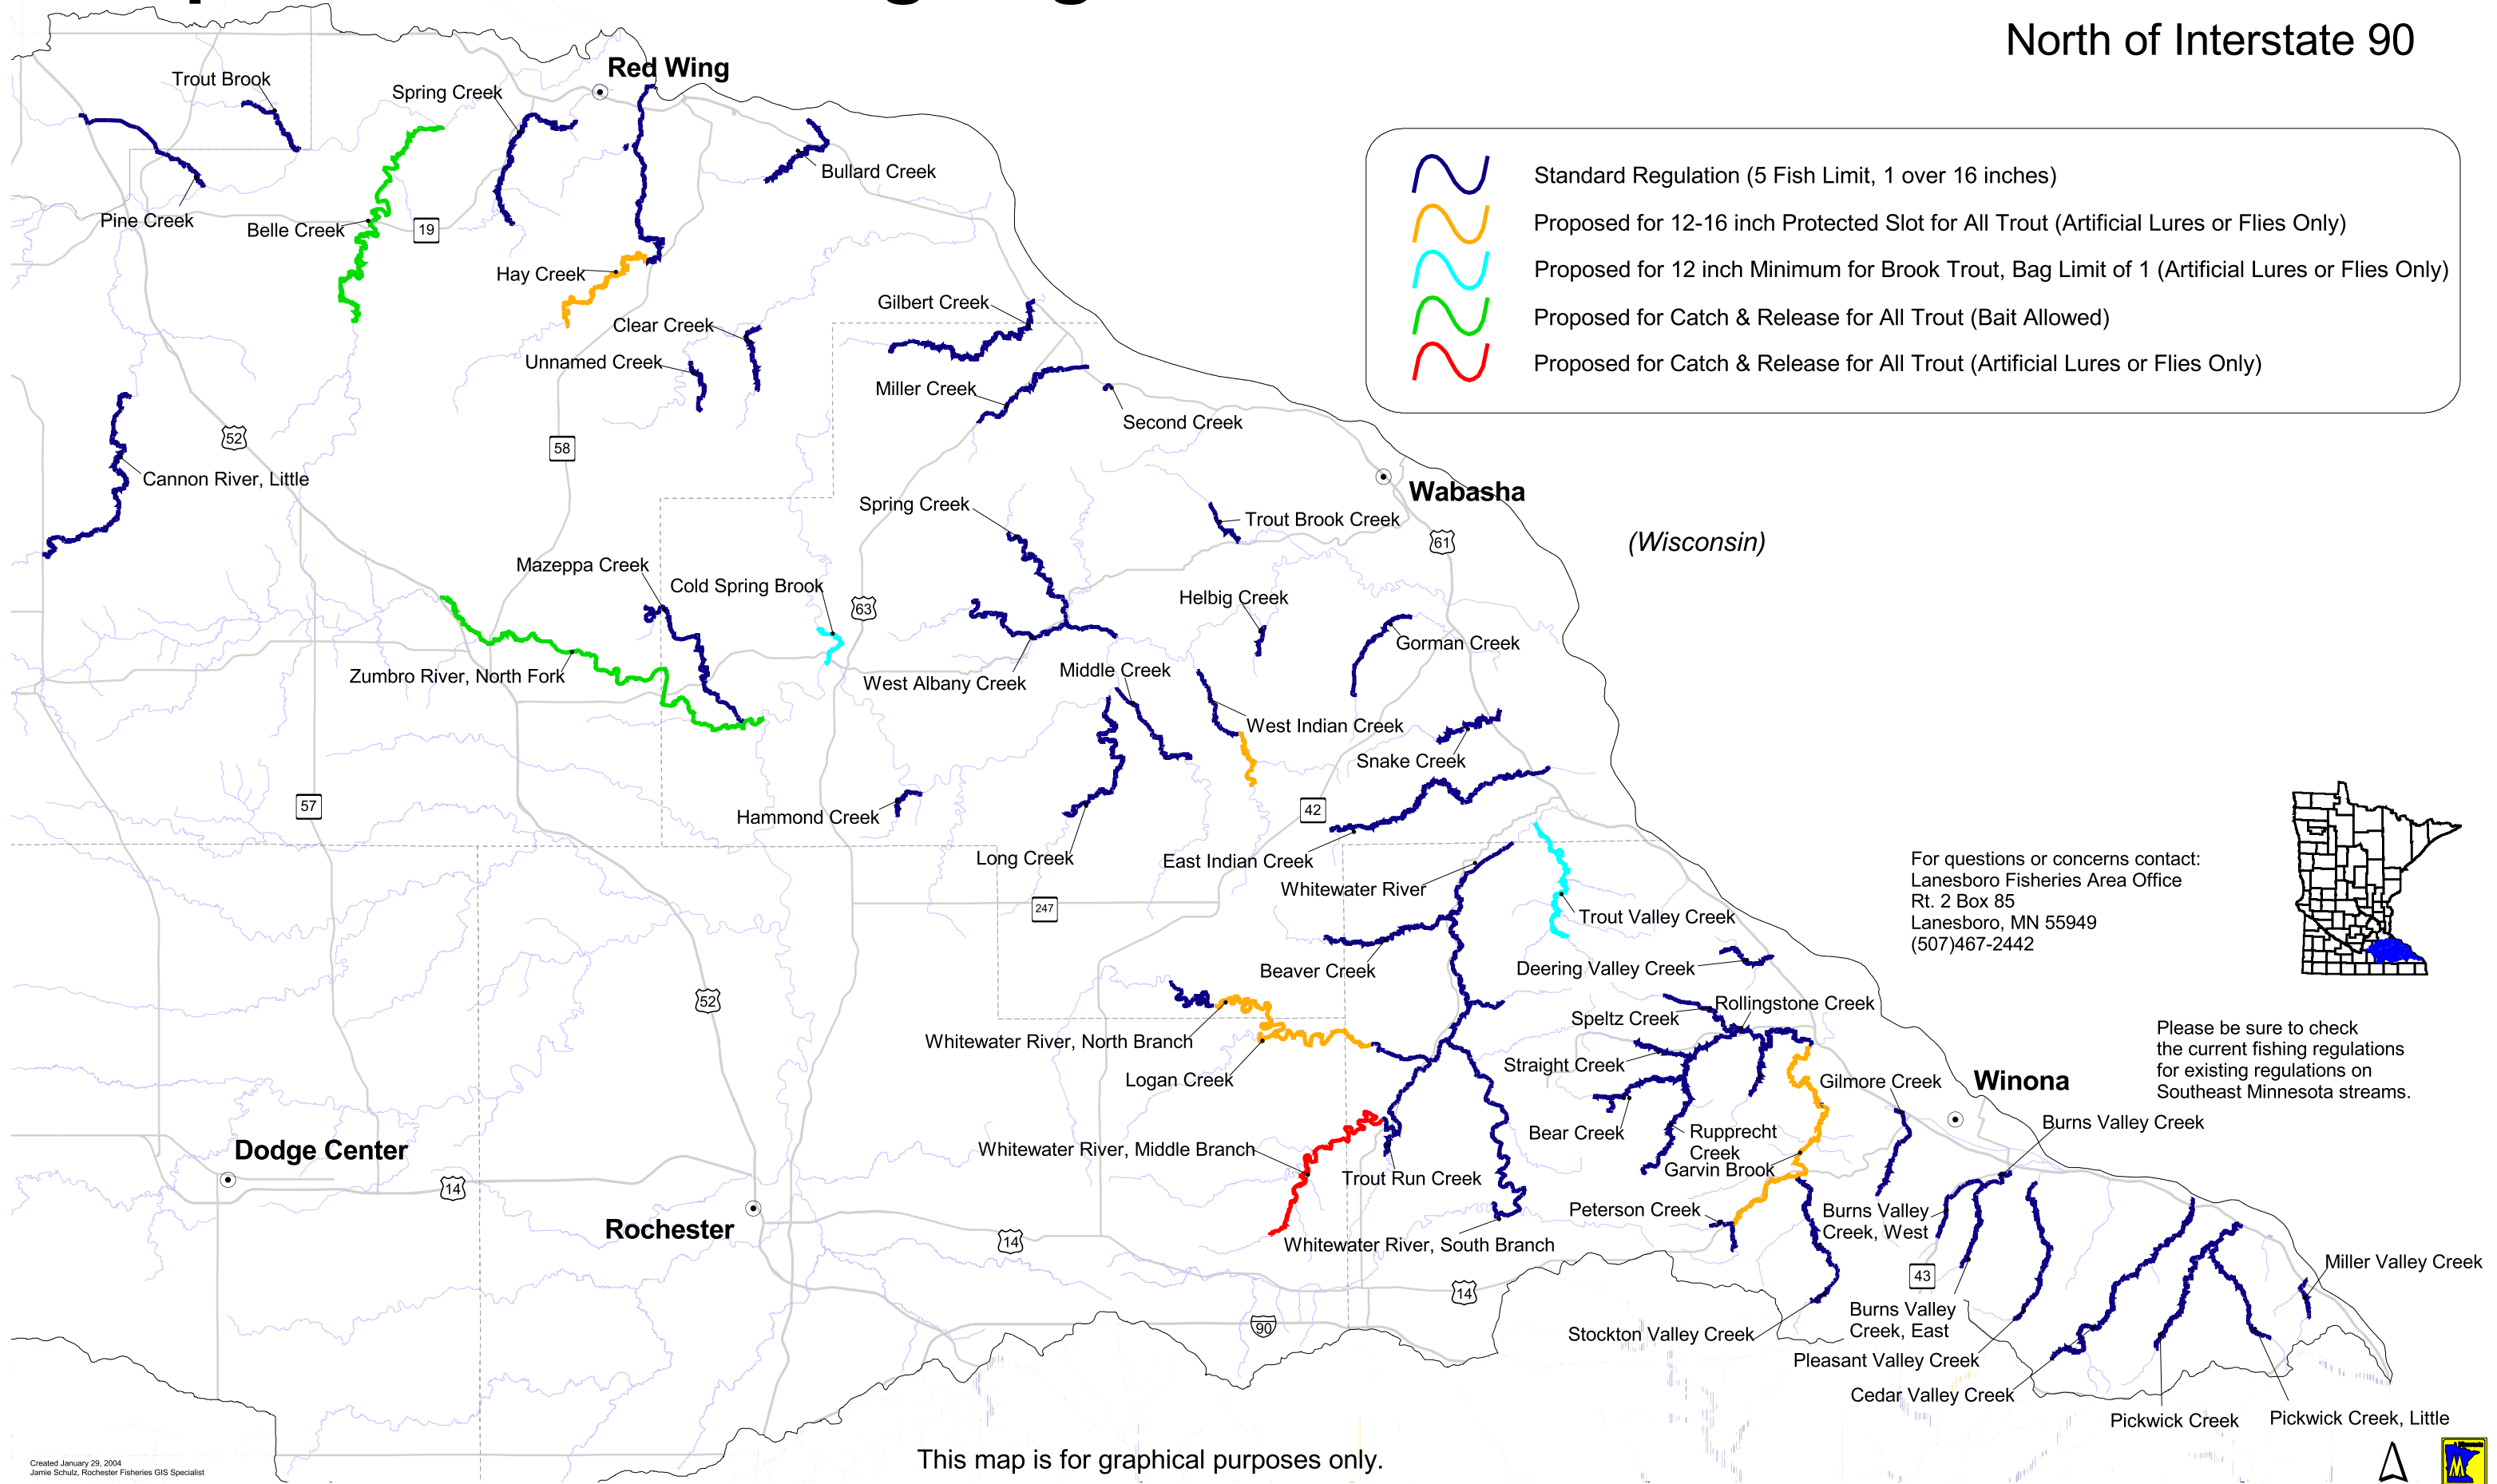 North of Interstate 90
Red Wing
Trout Brook
Spring Creek
Bullard Creek
Pine Creek
Belle Creek
19
Hay Creek
Standard Regulation (5 Fish Limit, 1 over 16 inches)
Proposed for 12-16 inch Protected Slot for All Trout (Artificial Lures or Flies Only)
Proposed for 12 inch Minimum for Brook Trout, Bag Limit of 1 (Artificial Lures or Flies Only)
Proposed for Catch & Release for All Trout (Bait Allowed)
Proposed for Catch & Release for All Trout (Artificial Lures or Flies Only)
Gilbert Creek
Clear Creek
Unnamed Creek
Miller Creek
Second Creek
52
58
Cannon River, Little
Wabasha
Spring Creek
Trout Brook Creek
61
(Wisconsin)
Mazeppa Creek
Cold Spring Brook
63
Helbig Creek
Gorman Creek
Zumbro River, North Fork
West Albany Creek
Middle Creek
West Indian Creek
Snake Creek
57
Hammond Creek
42
Long Creek
East Indian Creek
Whitewater River
247
Trout Valley Creek
For questions or concerns contact:
Lanesboro Fisheries Area Office
Rt. 2 Box 85
Lanesboro, MN 55949
(507)467-2442
Beaver Creek
Deering Valley Creek
52
Rollingstone Creek
Speltz Creek
Whitewater River, North Branch
Straight Creek
Logan Creek
Gilmore Creek
Winona
Please be sure to check
the current fishing regulations
for existing regulations on
Southeast Minnesota streams.
Burns Valley Creek
Bear Creek
Rupprecht
Creek
Dodge Center
Whitewater River, Middle Branch
Garvin Brook
Trout Run Creek
14
Peterson Creek
Burns Valley
Creek, West
Rochester
14
Whitewater River, South Branch
Miller Valley Creek
43
14
Burns Valley
Creek, East
90
Stockton Valley Creek
Pleasant Valley Creek
Cedar Valley Creek
Pickwick Creek
Pickwick Creek, Little
This map is for graphical purposes only.
Created January 29, 2004
Jamie Schulz, Rochester Fisheries GIS Specialist
Minnesota